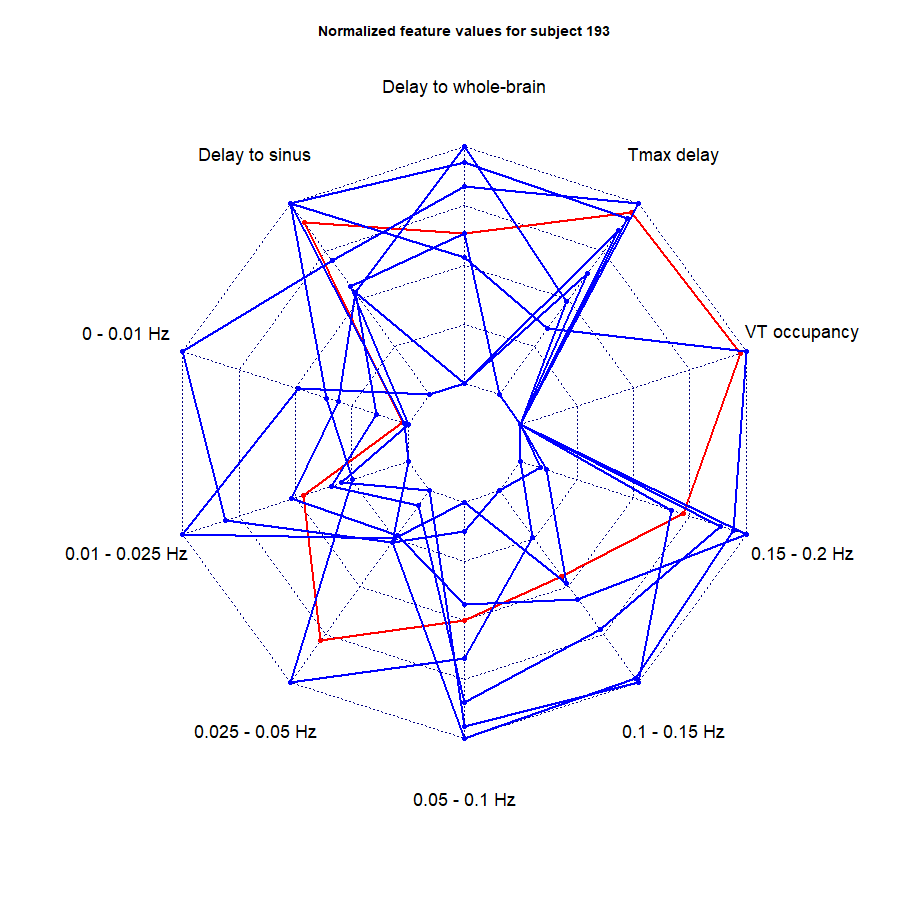 Normalized feature values for subject 193
Delay to whole-brain
Delay to sinus
Tmax delay
0 - 0.01 Hz
VT occupancy
0.01 - 0.025 Hz
0.15 - 0.2 Hz
0.025 - 0.05 Hz
0.1 - 0.15 Hz
0.05 - 0.1 Hz